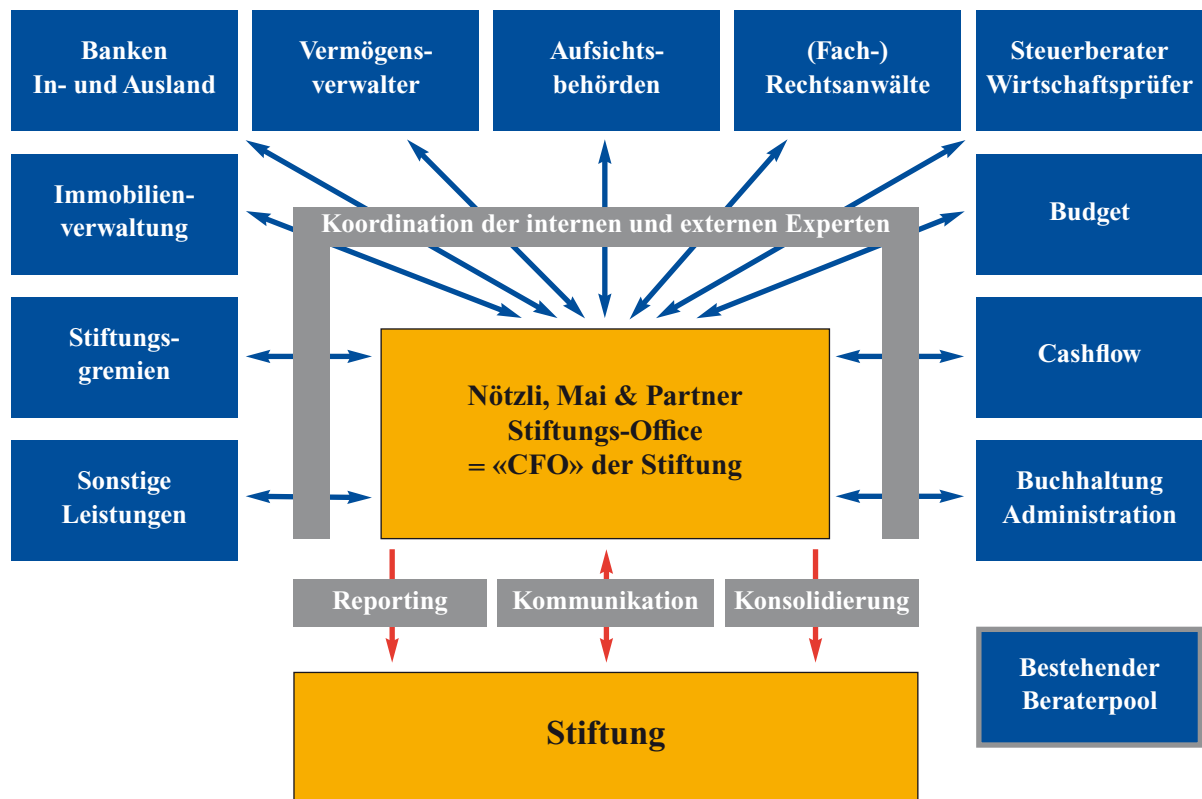 Banken
In- und Ausland
Vermögens-
verwalter
Aufsichts-
behörden
(Fach-)
Rechtsanwälte
Steuerberater
Wirtschaftsprüfer
Immobilien-
verwaltung
Budget
Koordination der internen und externen Experten
Stiftungs-
gremien
Cashflow
Nötzli, Mai & Partner
Stiftungs-Office
= «CFO» der Stiftung
Sonstige
Leistungen
Buchhaltung
Administration
Reporting
Kommunikation
Konsolidierung
Bestehender
Beraterpool
Stiftung